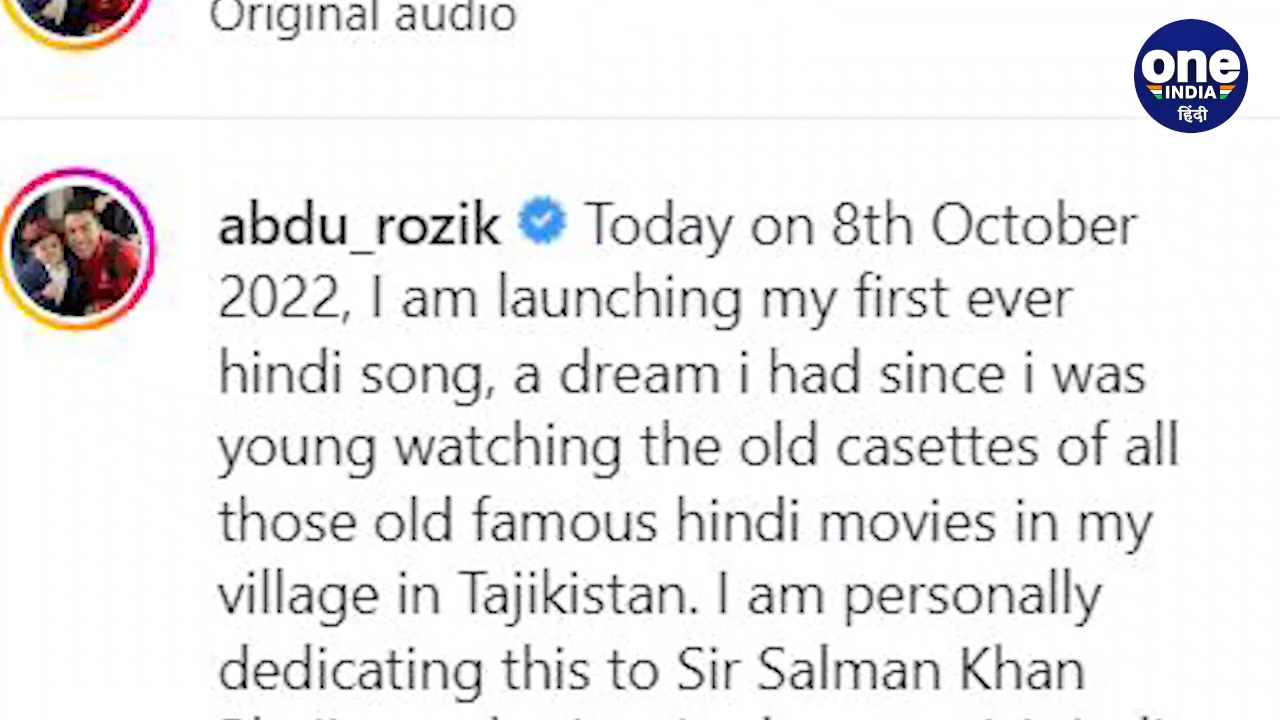 Original audio
one
INDIA
हिंदी
abdu_rozik Today on 8th October
2022, I am launching my first ever
hindi song, a dream i had since i was
young watching the old casettes of all
those old famous hindi movies in my
village in Tajikistan. I am personally
dedicating this to Sir Salman Khan